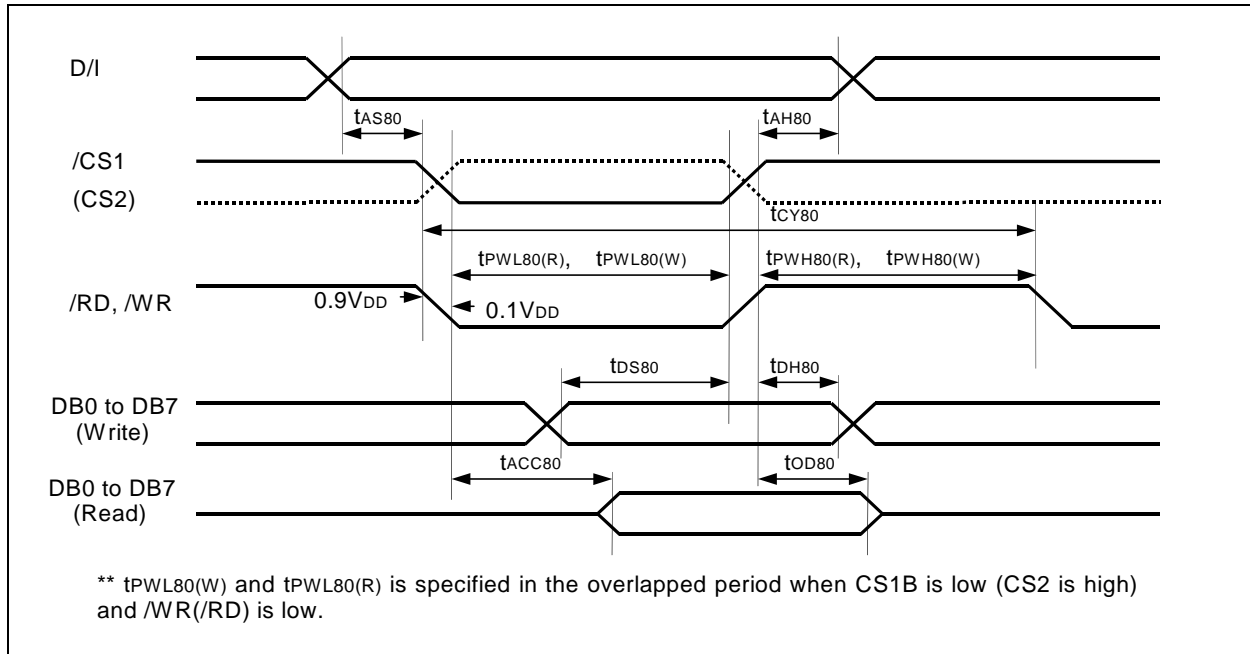 D/I
tAS80
tAH80
/CS1
(CS2)
tCY80
tPWL80(R), tPWL80(W)
tPWH80(R), tPWH80(W)
/RD, /WR
0.9VDD
0.1VDD
tDS80
tDH80
DB0 to DB7
(Write)
tACC80
tOD80
DB0 to DB7
(Read)
** tPWL80(W) and tPWL80(R) is specified in the overlapped period when CS1B is low (CS2 is high)
and /WR(/RD) is low.